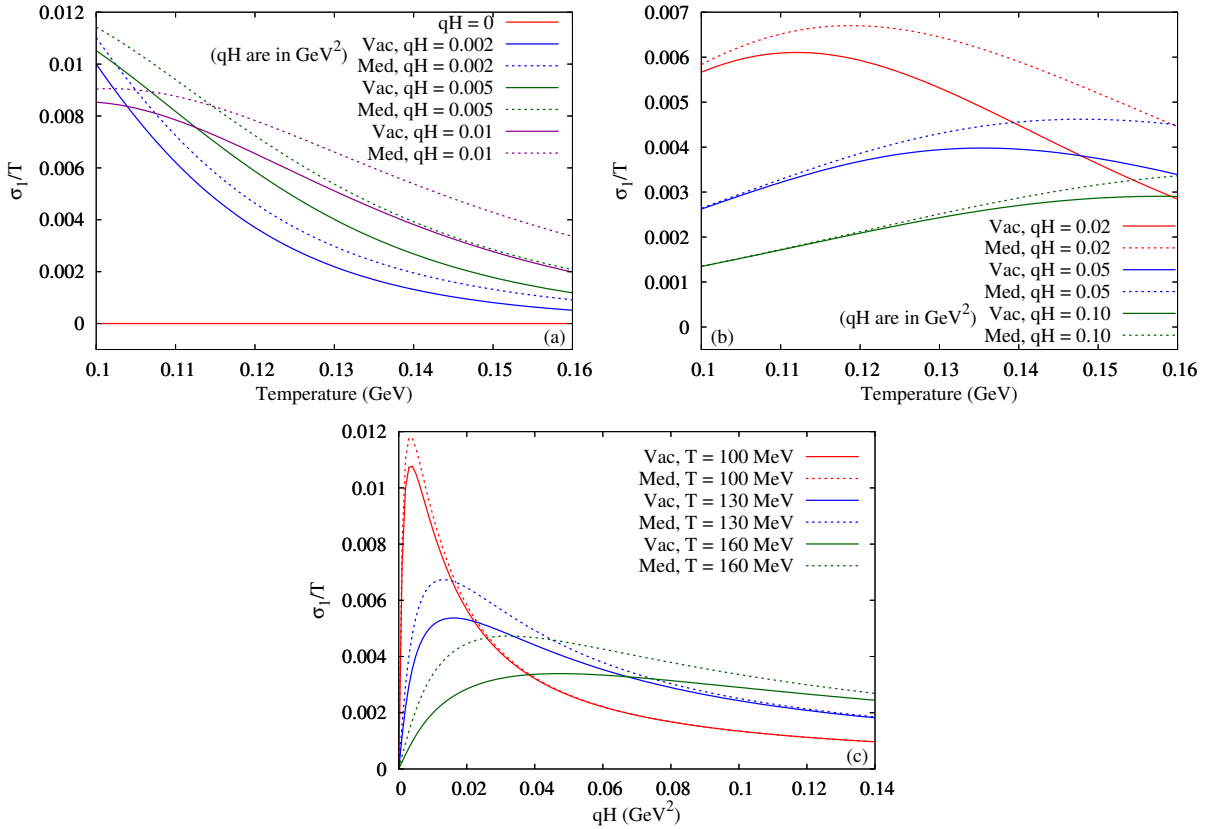 σ₁/T
0.012
0.01
0.008
0.006
0.004
0.002
0
(qH are in GeV²)
qH = 0
Vac, qH = 0.002
Med, qH = 0.002
Vac, qH = 0.005
Med, qH = 0.005
Vac, qH = 0.01
Med, qH = 0.01
(a)
0.1 0.11 0.12 0.13 0.14 0.15 0.16
Temperature (GeV)
σ₁/T
0.007
0.006
0.005
0.004
0.003
0.002
0.001
0
Vac, qH = 0.02
Med, qH = 0.02
Vac, qH = 0.05
Med, qH = 0.05
Vac, qH = 0.10
Med, qH = 0.10
(qH are in GeV²)
(b)
0.1 0.11 0.12 0.13 0.14 0.15 0.16
Temperature (GeV)
σ₁/T
0.012
0.01
0.008
0.006
0.004
0.002
0
Vac, T = 100 MeV
Med, T = 100 MeV
Vac, T = 130 MeV
Med, T = 130 MeV
Vac, T = 160 MeV
Med, T = 160 MeV
(c)
0 0.02 0.04 0.06 0.08 0.1 0.12 0.14
qH (GeV²)